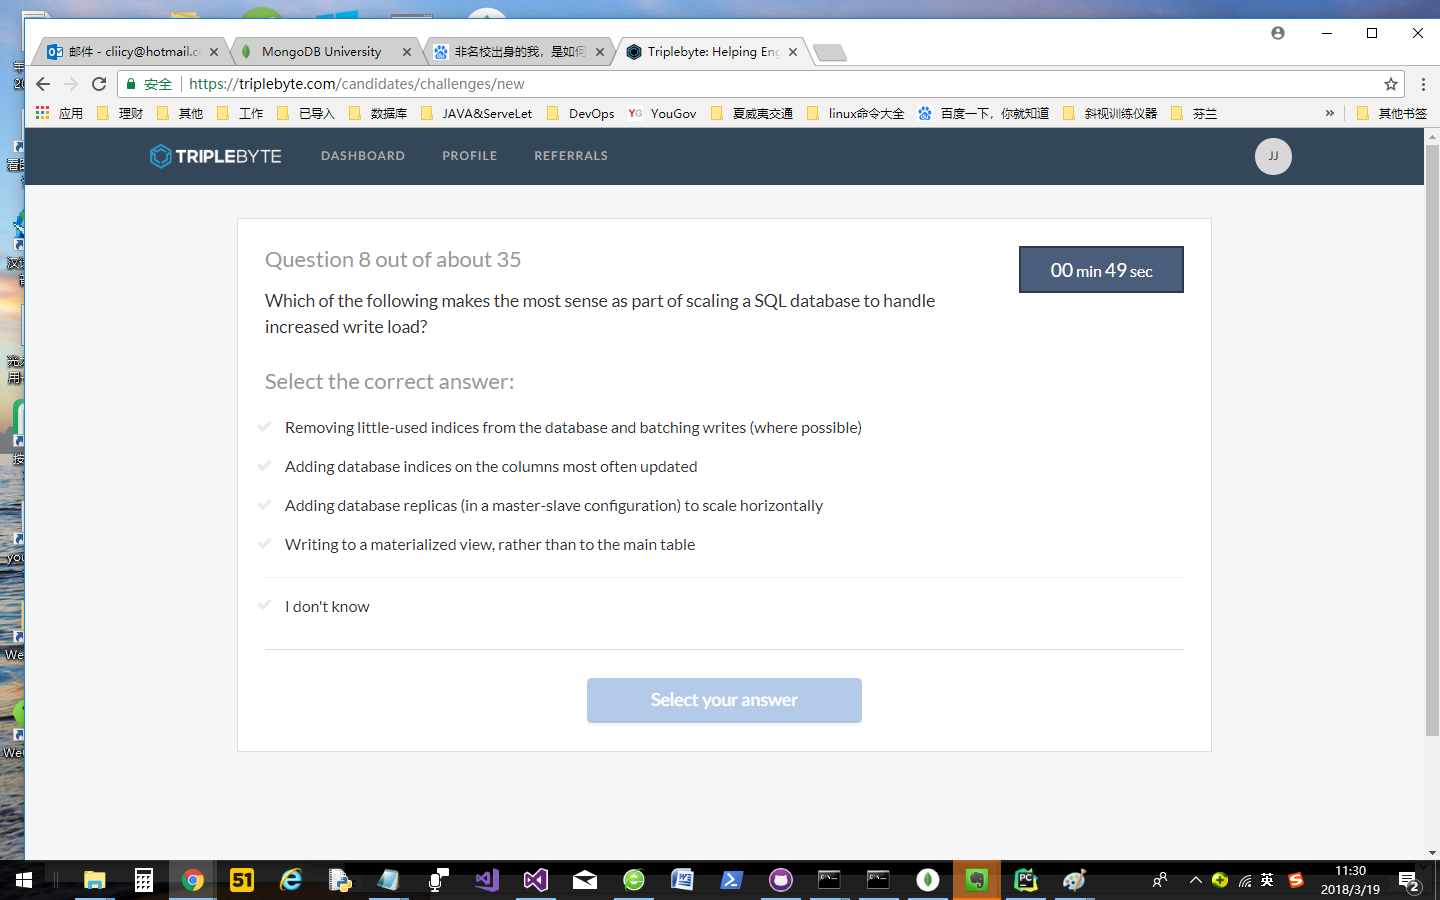 邮件 - cliicy@hotmail.c
MongoDB University
非名校出身的我，是如何
Triplebyte: Helping Eng
安全
https://triplebyte.com/candidates/challenges/new
应用
理财
其他
工作
已导入
数据库
JAVA&ServeLet
DevOps
YG YouGov
夏威夷交通
linux命令大全
百度一下，你就知道
斜视训练仪器
芬兰
»
其他书签
TRIPLEBYTE
DASHBOARD
PROFILE
REFERRALS
JJ
Question 8 out of about 35
00 min 49 sec
Which of the following makes the most sense as part of scaling a SQL database to handle
increased write load?
Select the correct answer:
Removing little-used indices from the database and batching writes (where possible)
Adding database indices on the columns most often updated
Adding database replicas (in a master-slave configuration) to scale horizontally
Writing to a materialized view, rather than to the main table
I don't know
Select your answer
you
We
We
51
PC
英
11:30
2018/3/19
2